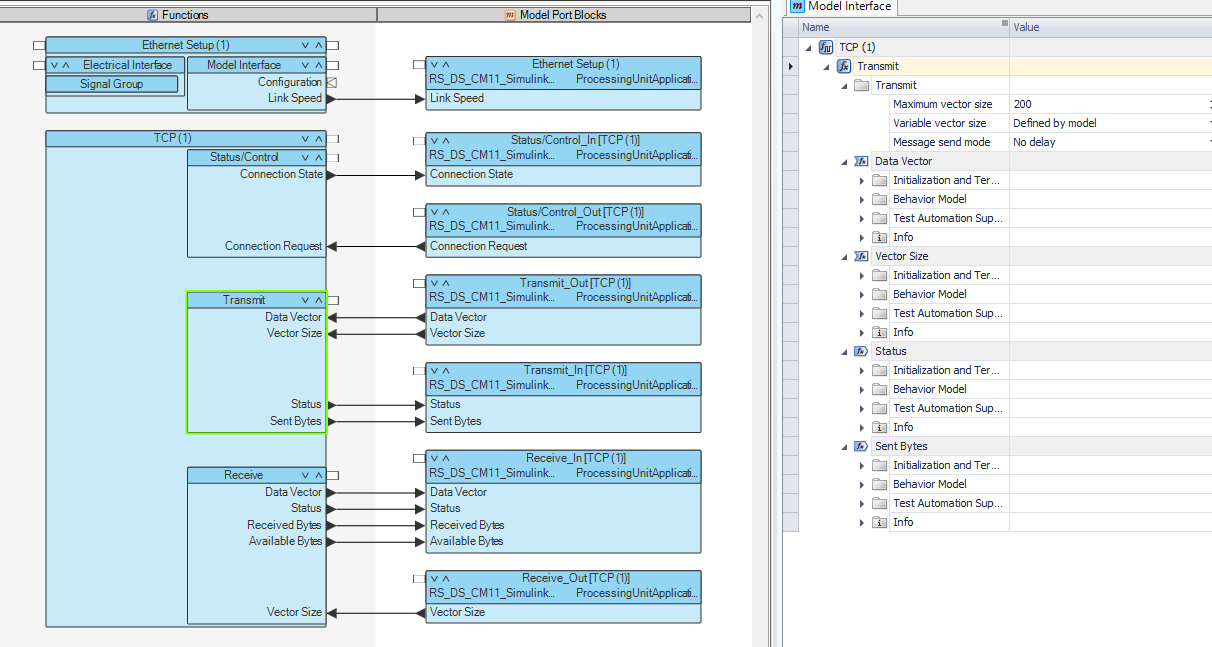 Functions
Model Port Blocks
Ethernet Setup (1)
Electrical Interface
Model Interface
Signal Group
Configuration
Link Speed
Ethernet Setup (1)
RS_DS_CM11_Simulink... ProcessingUnitApplicati...
Link Speed
TCP (1)
Status/Control
Connection State
Connection Request
Status/Control_In [TCP (1)]
RS_DS_CM11_Simulink... ProcessingUnitApplicati...
Connection State
Status/Control_Out [TCP (1)]
RS_DS_CM11_Simulink... ProcessingUnitApplicati...
Connection Request
Transmit
Data Vector
Vector Size
Status
Sent Bytes
Transmit_Out [TCP (1)]
RS_DS_CM11_Simulink... ProcessingUnitApplicati...
Data Vector
Vector Size
Transmit_In [TCP (1)]
RS_DS_CM11_Simulink... ProcessingUnitApplicati...
Status
Sent Bytes
Receive
Data Vector
Status
Received Bytes
Available Bytes
Vector Size
Receive_In [TCP (1)]
RS_DS_CM11_Simulink... ProcessingUnitApplicati...
Data Vector
Status
Received Bytes
Available Bytes
Receive_Out [TCP (1)]
RS_DS_CM11_Simulink... ProcessingUnitApplicati...
Vector Size
Model Interface
Name Value
TCP (1)
Transmit
Transmit
Maximum vector size 200
Variable vector size Defined by model
Message send mode No delay
Data Vector
Initialization and Ter...
Behavior Model
Test Automation Sup...
Info
Vector Size
Initialization and Ter...
Behavior Model
Test Automation Sup...
Info
Status
Initialization and Ter...
Behavior Model
Test Automation Sup...
Info
Sent Bytes
Initialization and Ter...
Behavior Model
Test Automation Sup...
Info